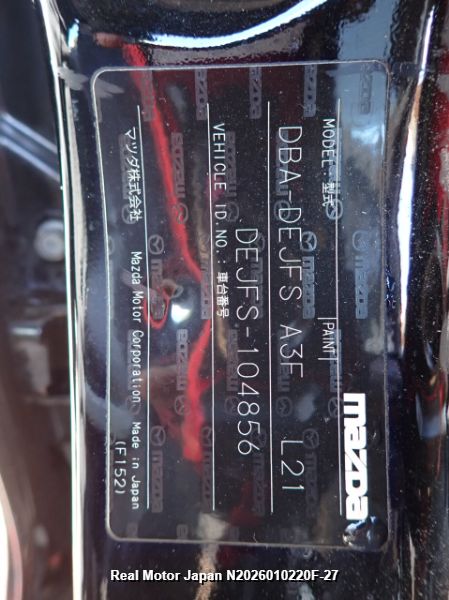 mazda
MODEL:型式 PAINT
DBA-DEJFS A3F L21
VEHICLE ID NO.:車台番号
DEJFS-104856
マツダ株式会社 Mazda Motor Corporation Made in Japan
(F152)
Real Motor Japan N2026010220F-27